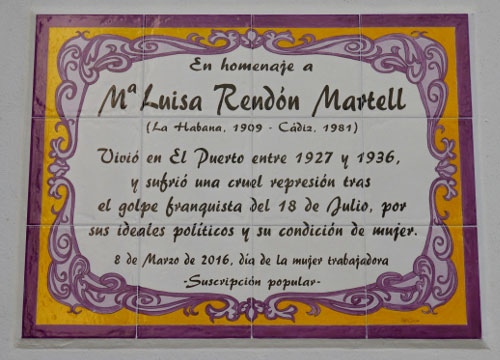 En homenaje a
Mª Luisa Rendón Martell
(La Habana, 1909 - Cádiz, 1981)
Vivió en El Puerto entre 1927 y 1936,
y sufrió una cruel represión tras
el golpe franquista del 18 de Julio, por
sus ideales políticos y su condición de mujer.
8 de Marzo de 2016, día de la mujer trabajadora
-Suscripción popular-